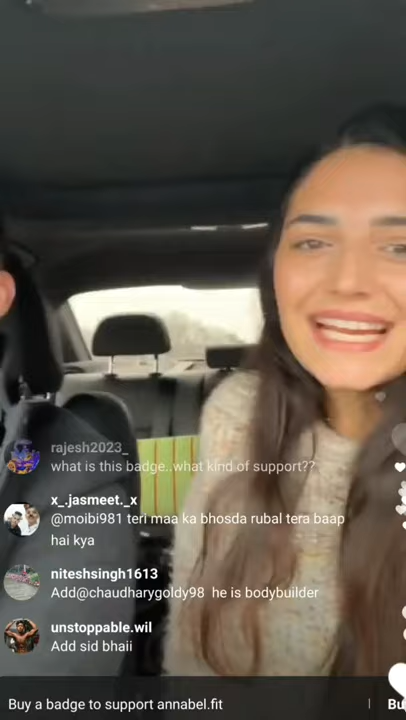 rajesh2023_
what is this badge..what kind of support??
x_.jasmeet._x
@moibi981 teri maa ka bhosda rubal tera baap
hai kya
niteshsingh1613
Add@chaudharygoldy98 he is bodybuilder
unstoppable.wil
Add sid bhaii
Buy a badge to support annabel.fit